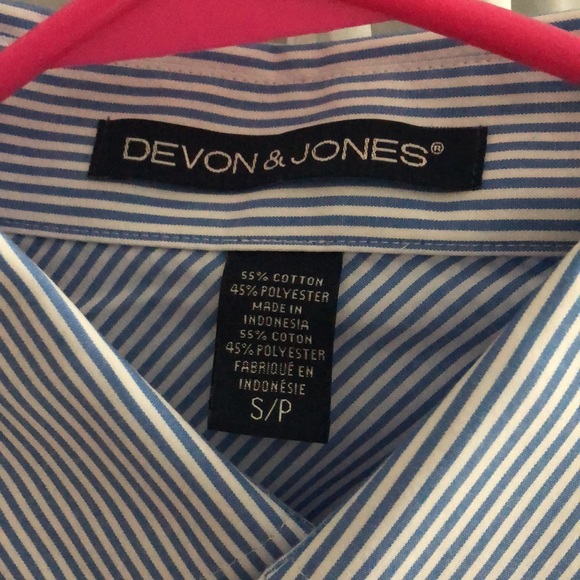 DEVON & JONES®
55% COTTON
45% POLYESTER
MADE IN
INDONESIA
55% COTON
45% POLYESTER
FABRIQUÉ EN
INDONÉSIE
S/P